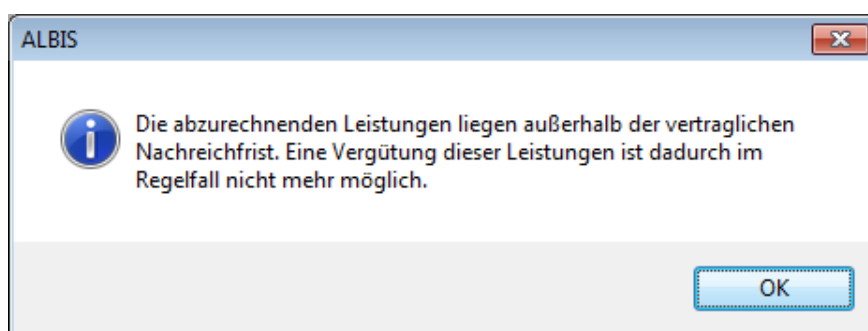 ALBIS
Die abzurechnenden Leistungen liegen außerhalb der vertraglichen
Nachreichfrist. Eine Vergütung dieser Leistungen ist dadurch im
Regelfall nicht mehr möglich.
OK